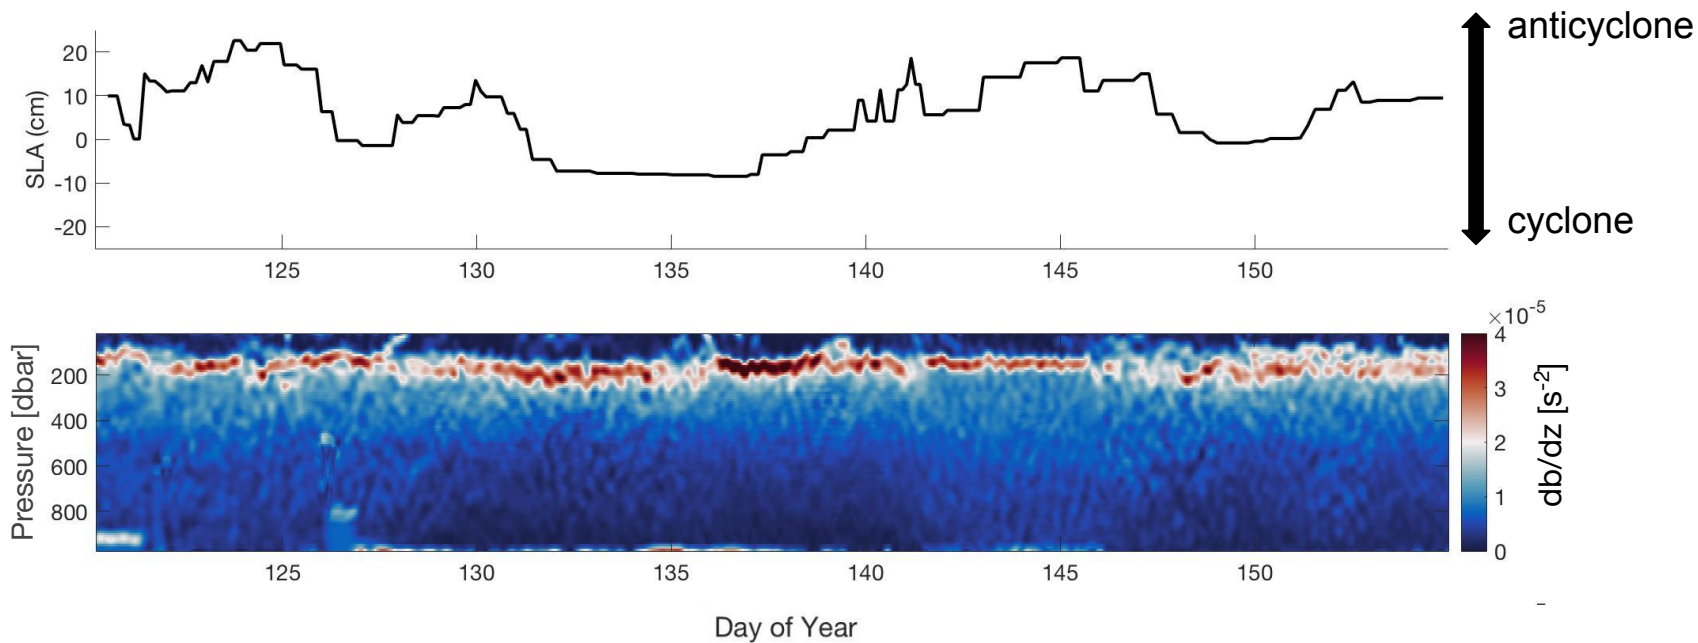 anticyclone
20
10
0
-10
-20
SLA (cm)
cyclone
125 130 135 140 145 150
×10⁻⁵
4
3
2
1
0
db/dz [s⁻²]
200
400
600
800
Pressure [dbar]
125 130 135 140 145 150
Day of Year